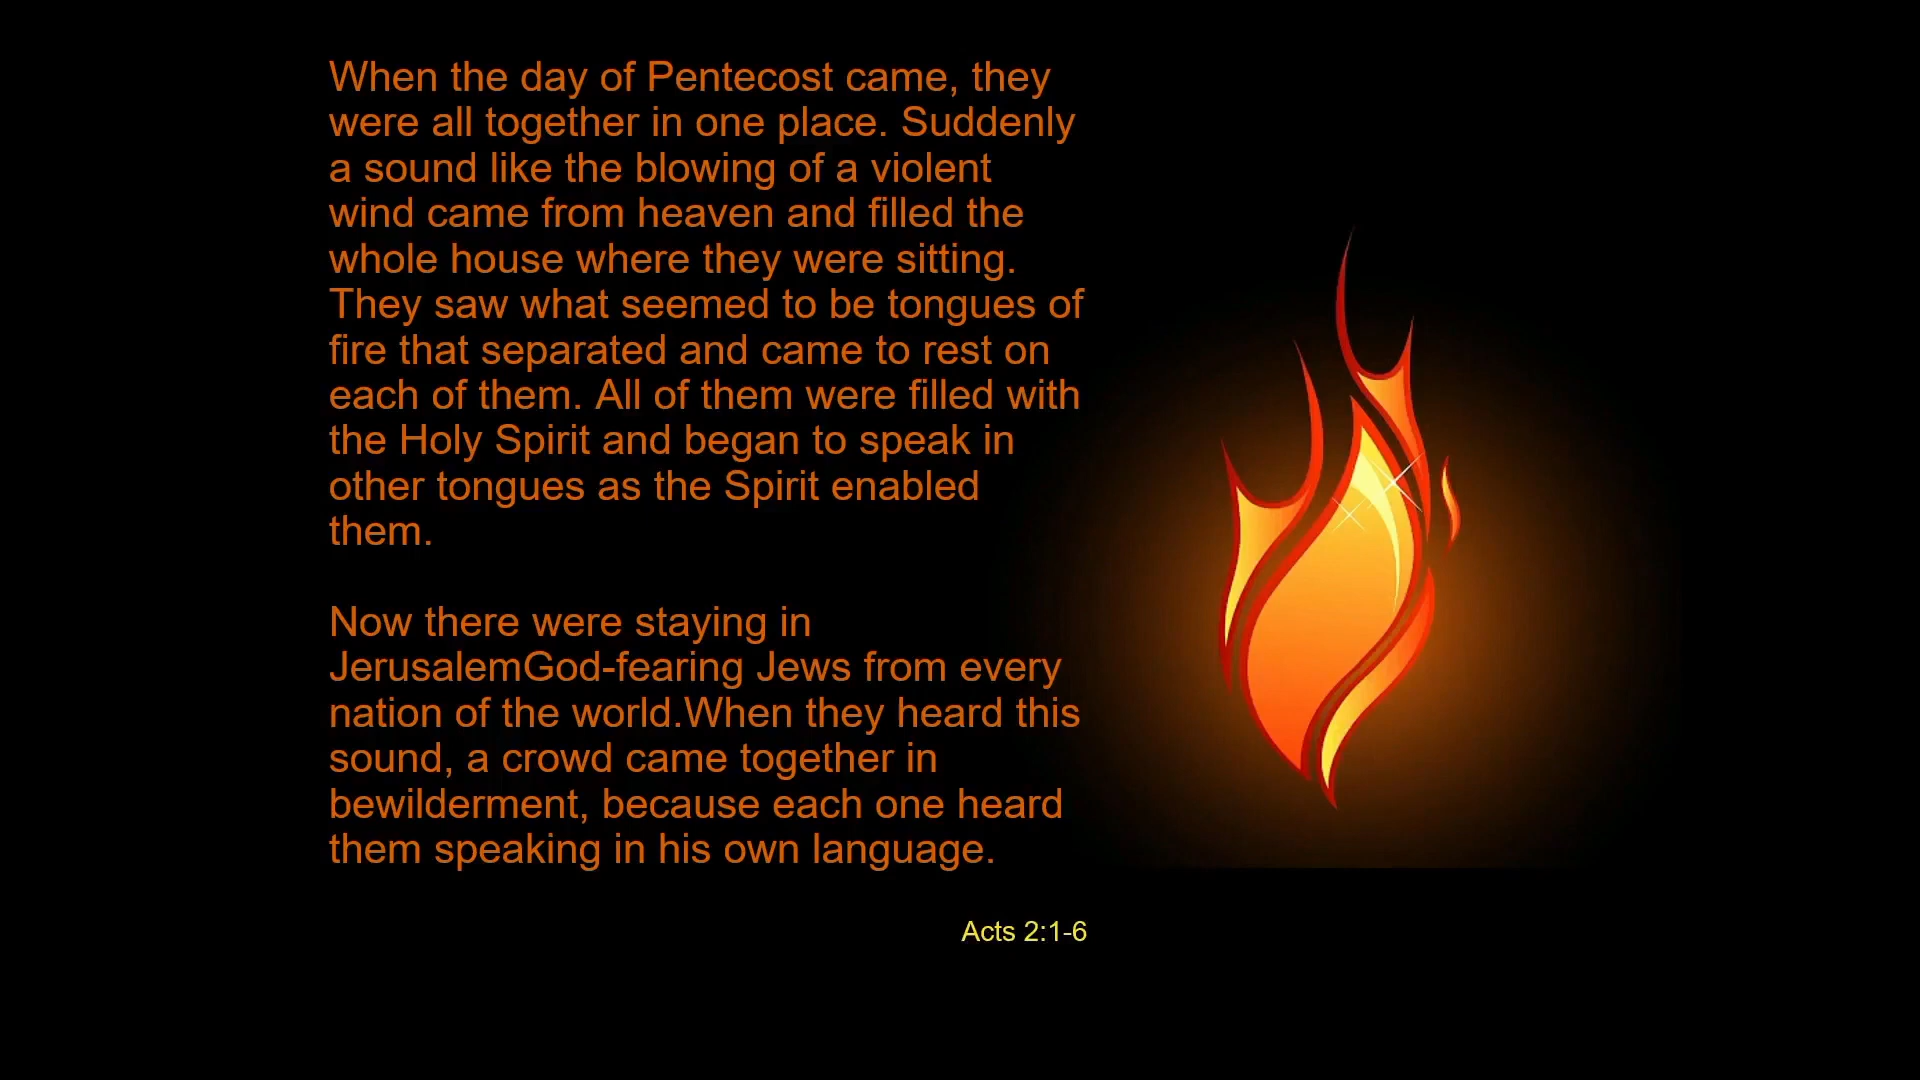 When the day of Pentecost came, they
were all together in one place. Suddenly
a sound like the blowing of a violent
wind came from heaven and filled the
whole house where they were sitting.
They saw what seemed to be tongues of
fire that separated and came to rest on
each of them. All of them were filled with
the Holy Spirit and began to speak in
other tongues as the Spirit enabled
them.
Now there were staying in
JerusalemGod-fearing Jews from every
nation of the world.When they heard this
sound, a crowd came together in
bewilderment, because each one heard
them speaking in his own language.
Acts 2:1-6